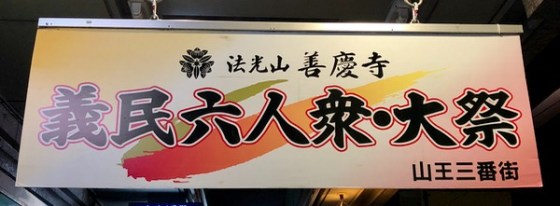 法光山 善慶寺
義民六人衆・大祭
山王三番街